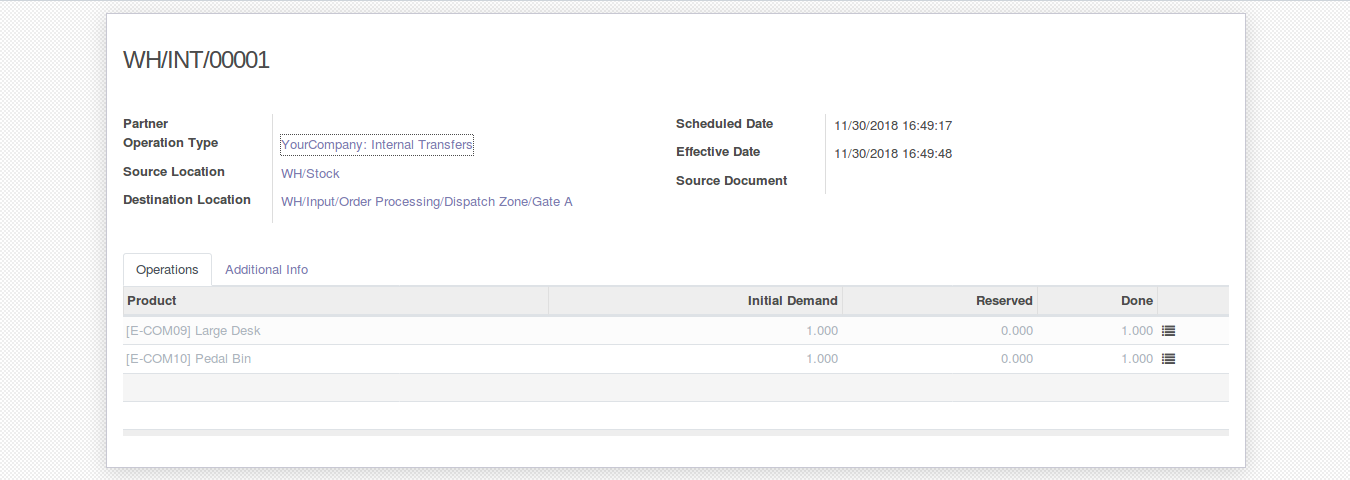 WH/INT/00001
Partner
Operation Type YourCompany: Internal Transfers
Source Location WH/Stock
Destination Location WH/Input/Order Processing/Dispatch Zone/Gate A
Scheduled Date 11/30/2018 16:49:17
Effective Date 11/30/2018 16:49:48
Source Document
Operations Additional Info
Product Initial Demand Reserved Done
[E-COM09] Large Desk 1.000 0.000 1.000
[E-COM10] Pedal Bin 1.000 0.000 1.000